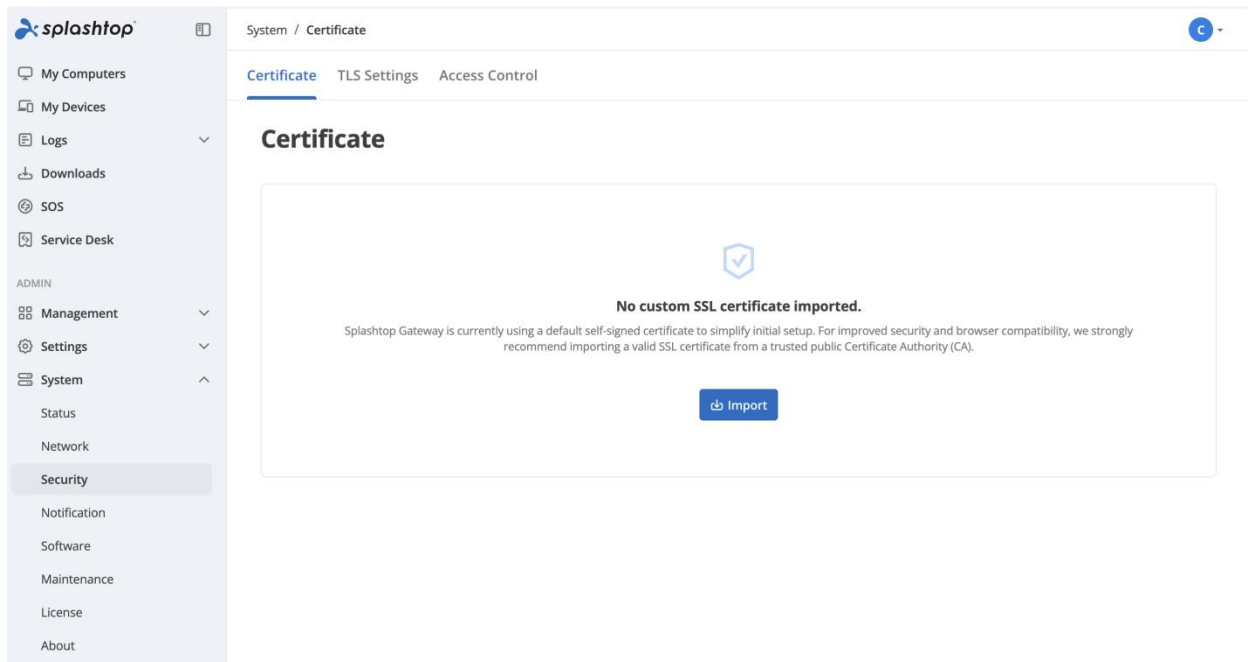 splashtop
System / Certificate
C
My Computers
My Devices
Logs
Downloads
SOS
Service Desk
ADMIN
Management
Settings
System
Status
Network
Security
Notification
Software
Maintenance
License
About
Certificate TLS Settings Access Control
Certificate
No custom SSL certificate imported.
Splashtop Gateway is currently using a default self-signed certificate to simplify initial setup. For improved security and browser compatibility, we strongly
recommend importing a valid SSL certificate from a trusted public Certificate Authority (CA).
Import